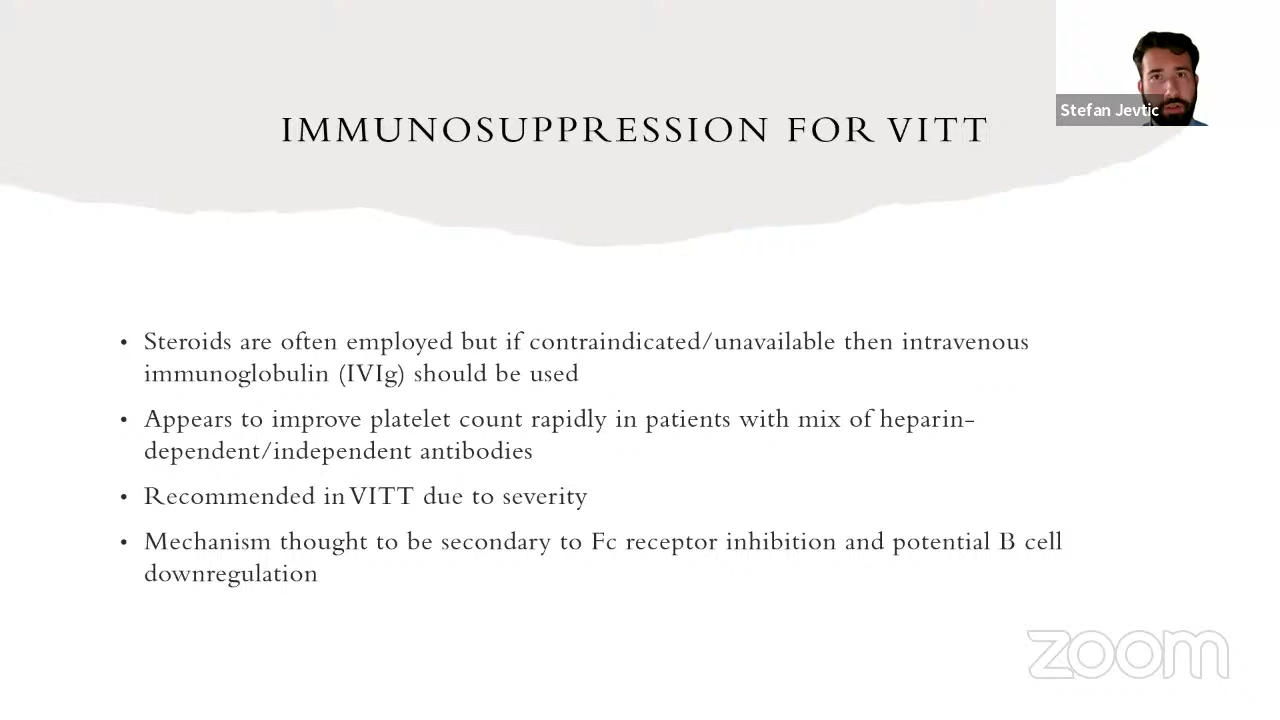 Stefan Jevtic
IMMUNOSUPPRESSION FOR VITT
• Steroids are often employed but if contraindicated/unavailable then intravenous
immunoglobulin (IVIg) should be used
• Appears to improve platelet count rapidly in patients with mix of heparin-
dependent/independent antibodies
• Recommended in VITT due to severity
• Mechanism thought to be secondary to Fc receptor inhibition and potential B cell
downregulation
zoom